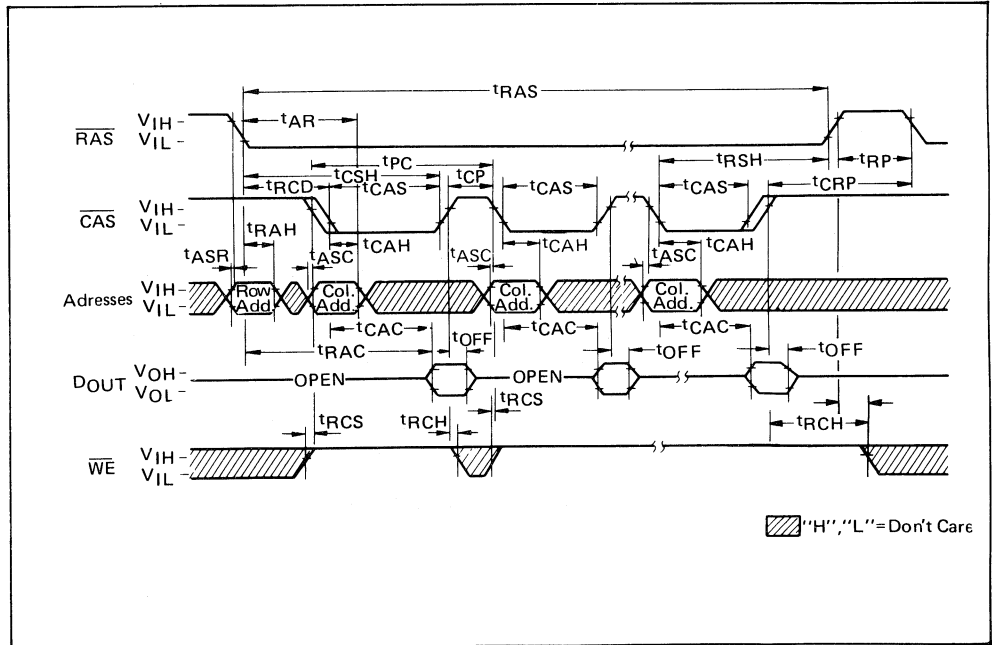 tRAS
RAS VIH
VIL
tAR
tPC
tRSH
tRP
tCSH
tRCD tCAS tCP tCAS tCAS tCRP
CAS VIH
VIL
tRAH tCAH tCAH tCAH
tASR tASC tASC tASC
Adresses VIH
VIL
Row Add.
Col. Add.
Col. Add.
Col. Add.
tCAC tCAC tCAC
tRAC tOFF tOFF tOFF
DOUT VOH
VOL
OPEN OPEN
tRCS tRCH tRCS tRCH
WE VIH
VIL
"H","L"=Don't Care